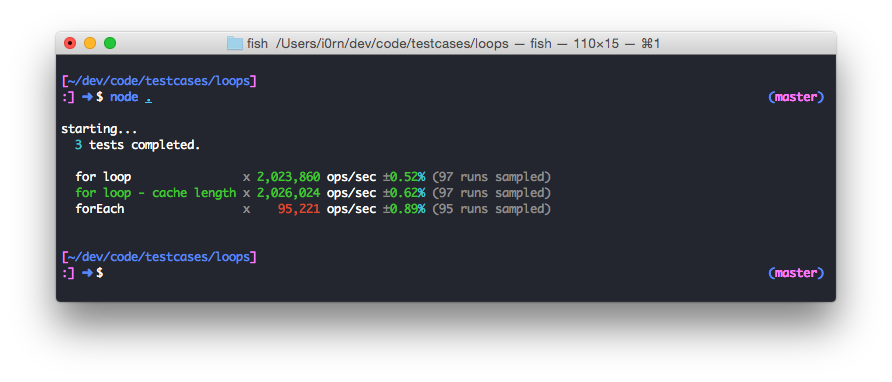 fish /Users/i0rn/dev/code/testcases/loops — fish — 110×15 — ⌘1
[~/dev/code/testcases/loops]
:] ➜ $ node . (master)
starting...
3 tests completed.
for loop x 2,023,860 ops/sec ±0.52% (97 runs sampled)
for loop - cache length x 2,026,024 ops/sec ±0.62% (97 runs sampled)
forEach x 95,221 ops/sec ±0.89% (95 runs sampled)
[~/dev/code/testcases/loops]
:] ➜ $ (master)